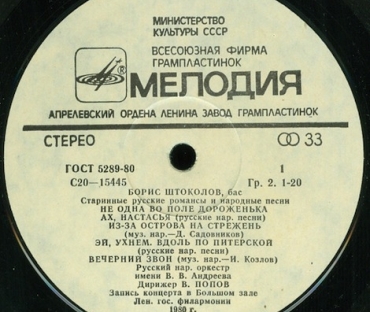 МИНИСТЕРСТВО
КУЛЬТУРЫ СССР
ВСЕСОЮЗНАЯ ФИРМА
ГРАМПЛАСТИНОК
® МЕЛОДИЯ
АПРЕЛЕВСКИЙ ОРДЕНА ЛЕНИНА ЗАВОД ГРАМПЛАСТИНОК
СТЕРЕО 33
ГОСТ 5289-80 1
С20—15445 Гр. 2. 1-20
БОРИС ШТОКОЛОВ, бас
Старинные русские романсы и народные песни
НЕ ОДНА ВО ПОЛЕ ДОРОЖЕНЬКА
АХ, НАСТАСЬЯ (русские нар. песни)
ИЗ-ЗА ОСТРОВА НА СТРЕЖЕНЬ
(муз. нар.—Д. Садовников)
ЭЙ, УХНЕМ. ВДОЛЬ ПО ПИТЕРСКОЙ
(русские нар. песни)
ВЕЧЕРНИЙ ЗВОН (муз. нар.—И. Козлов)
Русский нар. оркестр
имени В. В. Андреева
Дирижер В. ПОПОВ
Запись концерта в Большом зале
Лен. гос. филармонии
1980 г.